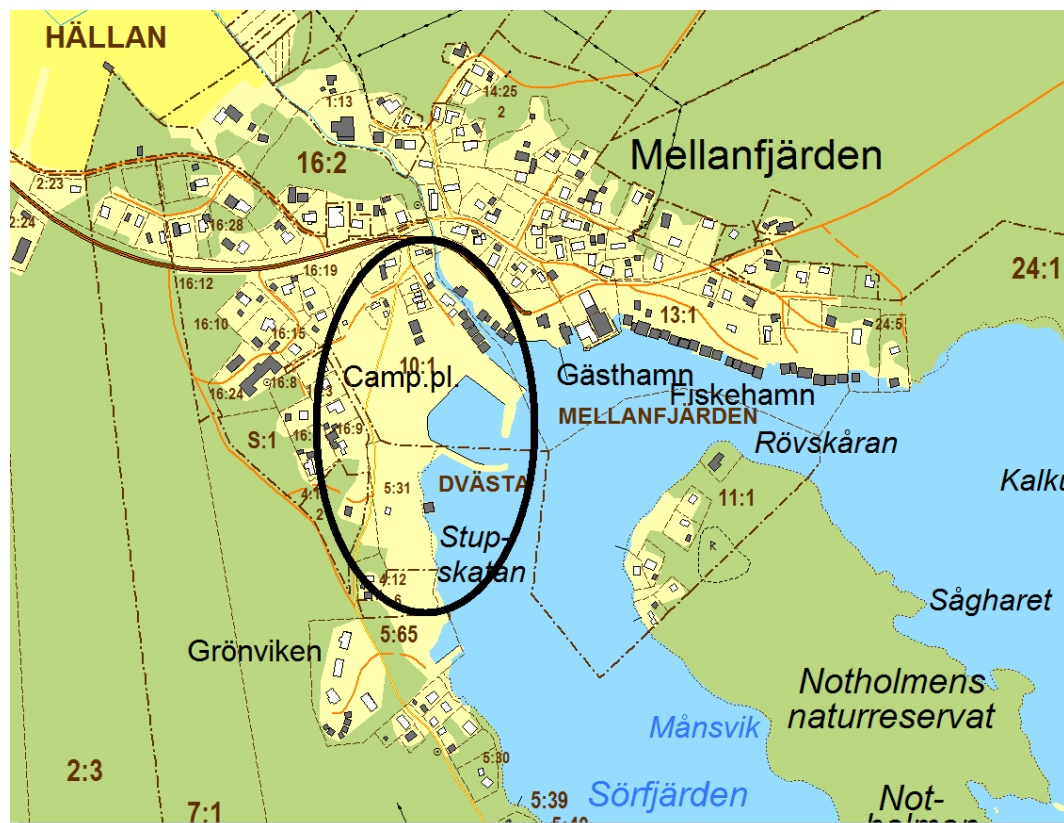 HÄLLAN
14:25
2
1:13
Mellanfjärden
16:2
2:23
2:24
16:28
24:1
16:19
16:12
13:1
16:10
24:5
16:15
10:1
Camp.pl.
Gästhamn
16:8
Fiskehamn
16:24
MELLANFJÄRDEN
S:1
16:9
Rövskåran
DVÄSTA
5:31
11:1
2
Stup-
skatan
R
4:12
6
Sågharet
5:65
Grönviken
Notholmens
naturreservat
Månsvik
2:3
5:30
Sörfjärden
5:39
Not-
7:1
holmen